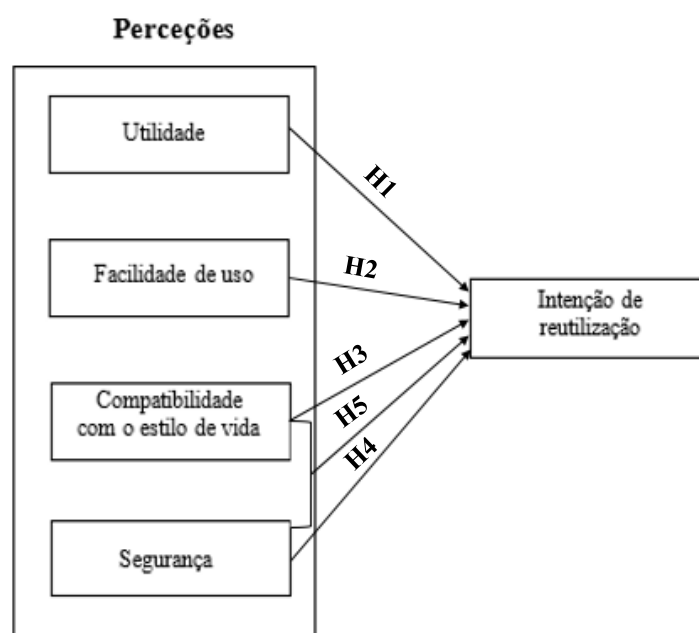 Perceções
Utilidade
H1
Facilidade de uso
H2
Intenção de
reutilização
Compatibilidade
com o estilo de vida
H3
H5
H4
Segurança